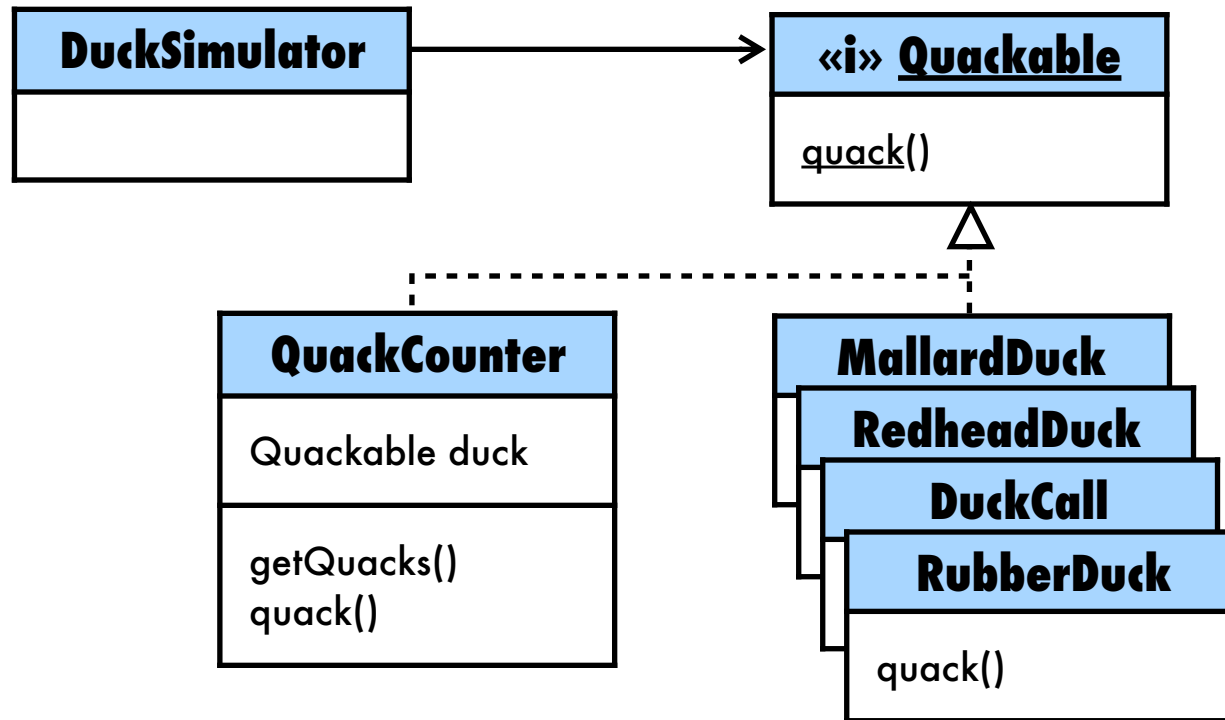 DuckSimulator
«i» Quackable
quack()
QuackCounter
Quackable duck
getQuacks()
quack()
MallardDuck
RedheadDuck
DuckCall
RubberDuck
quack()